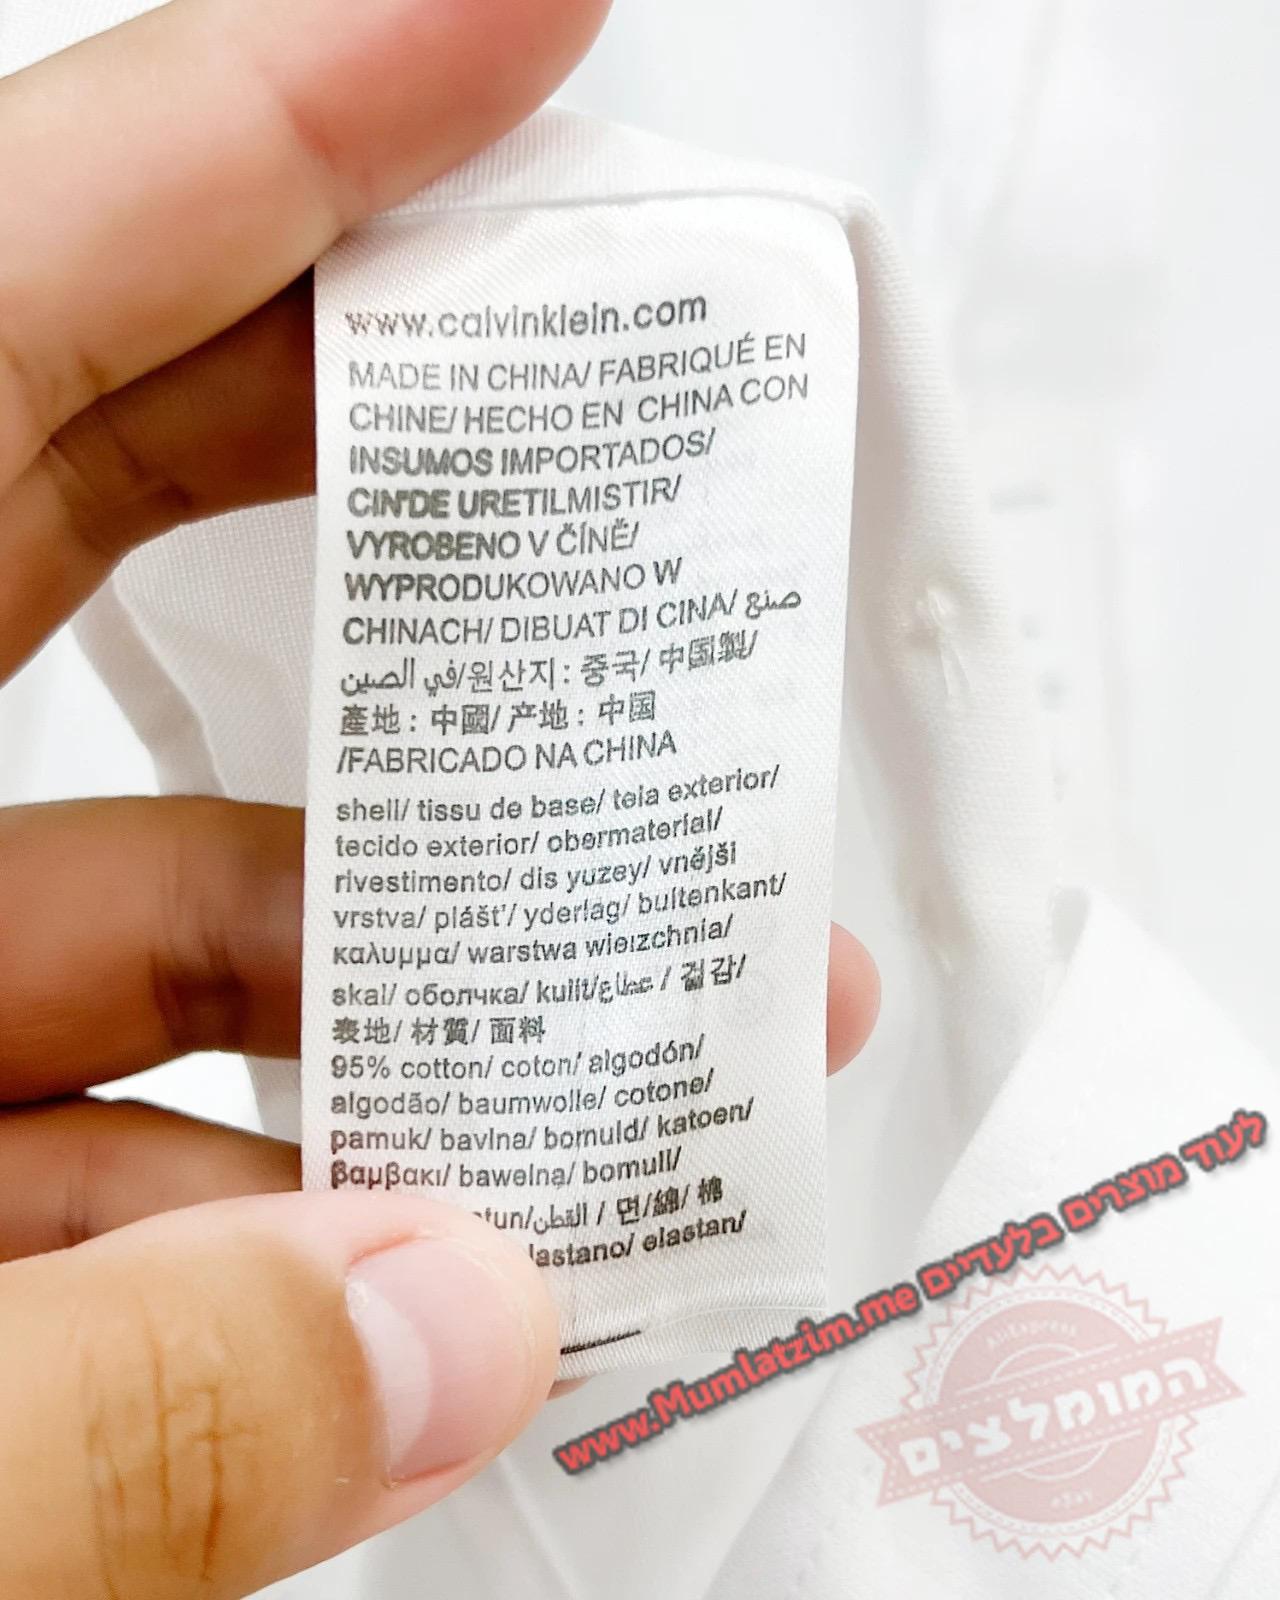 www.calvinklein.com
MADE IN CHINA/ FABRIQUÉ EN
CHINE/ HECHO EN CHINA CON
INSUMOS IMPORTADOS/
CIN'DE URETILMISTIR/
VYROBENO V ČÍNĚ/
WYPRODUKOWANO W
CHINACH/ DIBUAT DI CINA/ صنع
في الصين/원산지 : 중국/ 中国製/
產地 : 中國/ 产地 : 中国
/FABRICADO NA CHINA
shell/ tissu de base/ tela exterior/
tecido exterior/ obermaterial/
rivestimento/ dis yuzey/ vnější
vrstva/ plášt'/ yderlag/ buitenkant/
καλυμμα/ warstwa wierzchnia/
skal/ оболчка/ kulit/غطاء / 겉감/
表地/ 材質/ 面料
95% cotton/ coton/ algodón/
algodão/ baumwolle/ cotone/
pamuk/ bavlna/ bomuld/ katoen/
βαμβακι/ bawelna/ bomull/
القطن / 면/綿/ 棉
elastan/
www.Mumlatzim.me לעוד מוצרים בלעדיים
AliExpress
המומלצים
eBay